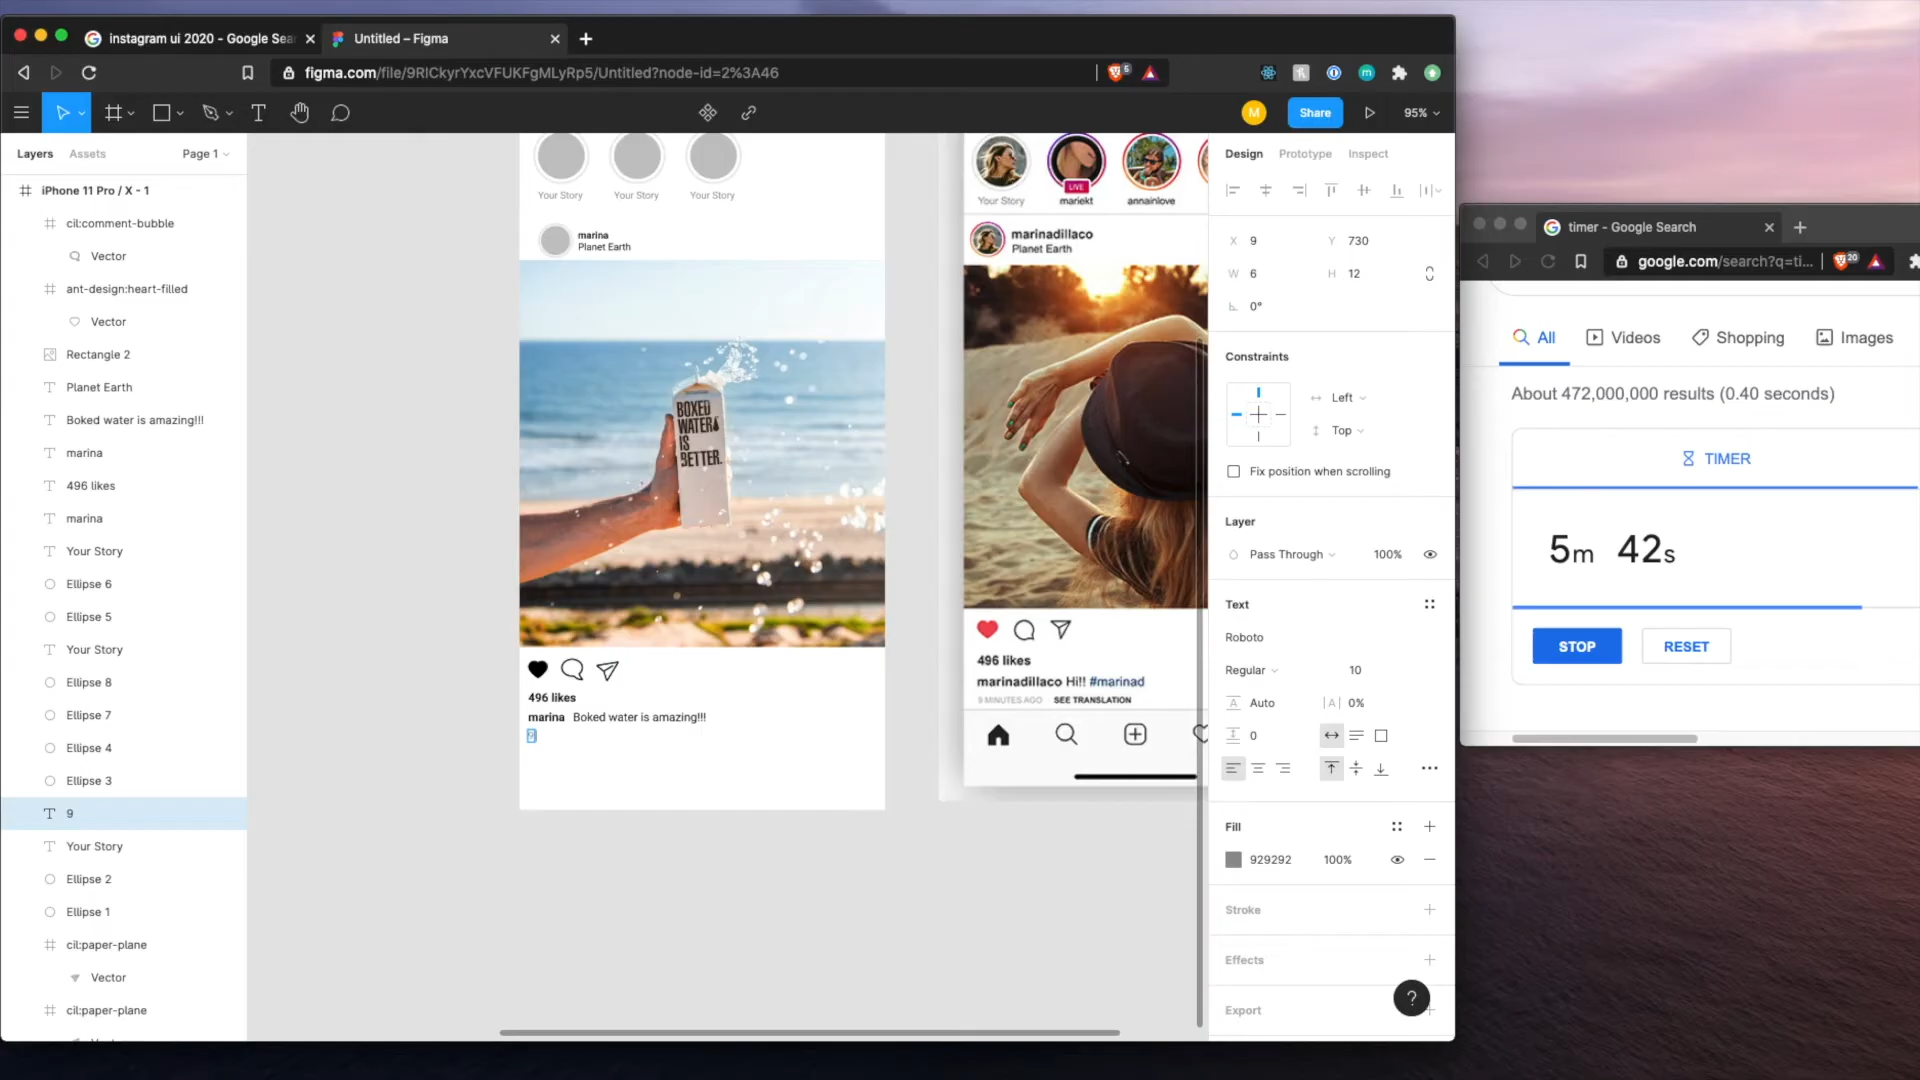 instagram ui 2020 - Google Sea
Untitled – Figma
figma.com/file/9RlCkyrYxcVFUKFgMLyRp5/Untitled?node-id=2%3A46
5
M
Share
95%
Layers
Assets
Page 1
Design
Prototype
Inspect
iPhone 11 Pro / X - 1
cil:comment-bubble
Vector
ant-design:heart-filled
Vector
Rectangle 2
Planet Earth
Boked water is amazing!!!
marina
496 likes
marina
Your Story
Ellipse 6
Ellipse 5
Your Story
Ellipse 8
Ellipse 7
Ellipse 4
Ellipse 3
9
Your Story
Ellipse 2
Ellipse 1
cil:paper-plane
Vector
cil:paper-plane
Your Story
Your Story
Your Story
marina
Planet Earth
BOXED
WATER
IS
BETTER.
496 likes
marina Boked water is amazing!!!
9
LIVE
Your Story
mariekt
annainlove
marinadillaco
Planet Earth
496 likes
marinadillaco Hi!! #marinad
9 MINUTES AGO SEE TRANSLATION
X 9 Y 730
W 6 H 12
0°
Constraints
Left
Top
Fix position when scrolling
Layer
Pass Through 100%
Text
Roboto
Regular 10
Auto |A| 0%
0
Fill
929292 100%
Stroke
Effects
Export
?
timer - Google Search
google.com/search?q=ti...
20
All
Videos
Shopping
Images
About 472,000,000 results (0.40 seconds)
TIMER
5m 42s
STOP
RESET